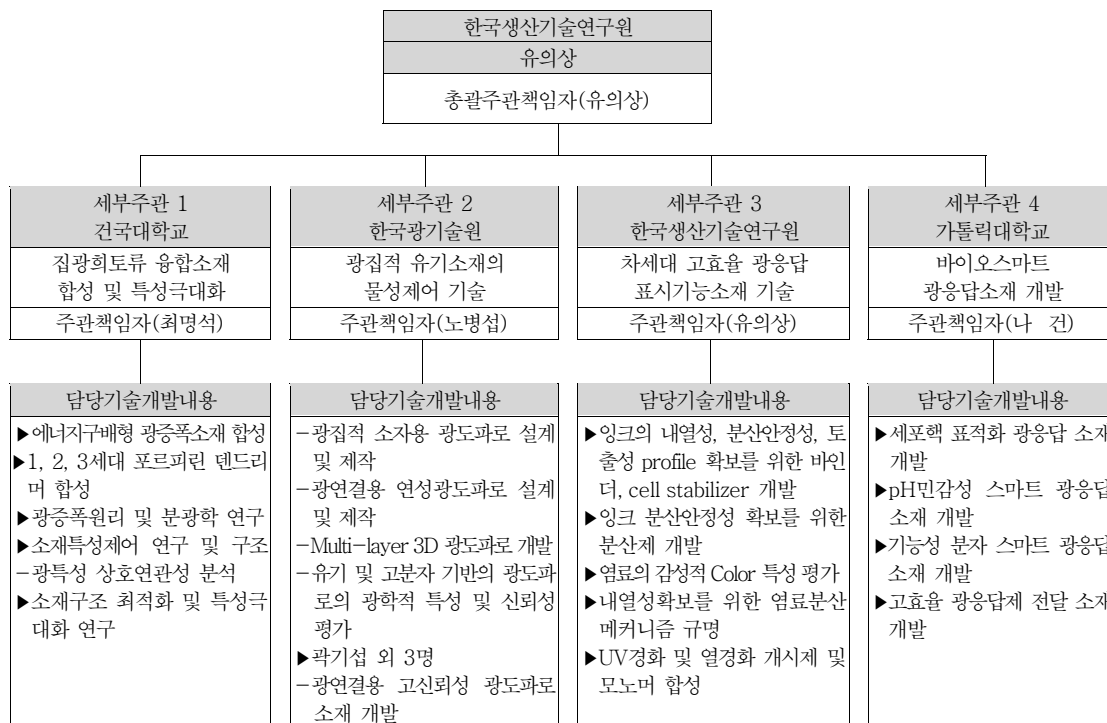 한국생산기술연구원
유의상
총괄주관책임자(유의상)
세부주관 1
건국대학교
집광희토류 융합소재
합성 및 특성극대화
주관책임자(최명석)
담당기술개발내용
▶에너지구배형 광증폭소재 합성
▶1, 2, 3세대 포르피린 덴드리
머 합성
▶광증폭원리 및 분광학 연구
▶소재특성제어 연구 및 구조
-광특성 상호연관성 분석
▶소재구조 최적화 및 특성극
대화 연구
세부주관 2
한국광기술원
광집적 유기소재의
물성제어 기술
주관책임자(노병섭)
담당기술개발내용
-광집적 소자용 광도파로 설계
및 제작
-광연결용 연성광도파로 설계
및 제작
-Multi-layer 3D 광도파로 개발
-유기 및 고분자 기반의 광도파
로의 광학적 특성 및 신뢰성
평가
▶곽기섭 외 3명
-광연결용 고신뢰성 광도파로
소재 개발
세부주관 3
한국생산기술연구원
차세대 고효율 광응답
표시기능소재 기술
주관책임자(유의상)
담당기술개발내용
▶잉크의 내열성, 분산안정성, 토
출성 profile 확보를 위한 바인
더, cell stabilizer 개발
▶잉크 분산안정성 확보를 위한
분산제 개발
▶염료의 감성적 Color 특성 평가
▶내열성확보를 위한 염료분산
메커니즘 규명
▶UV경화 및 열경화 개시제 및
모노머 합성
세부주관 4
가톨릭대학교
바이오스마트
광응답소재 개발
주관책임자(나 건)
담당기술개발내용
▶세포핵 표적화 광응답 소재
개발
▶pH민감성 스마트 광응답
소재 개발
▶기능성 분자 스마트 광응답
소재 개발
▶고효율 광응답제 전달 소재
개발